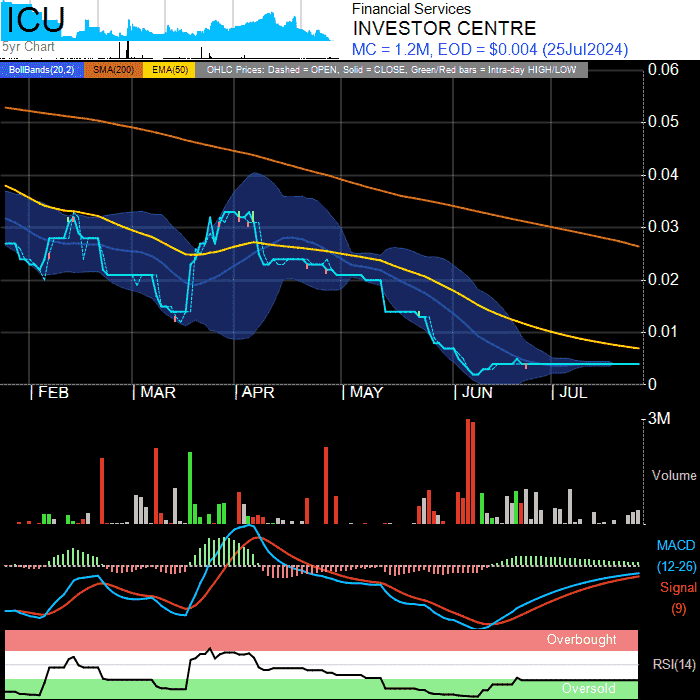 ICU
5yr Chart
Financial Services
INVESTOR CENTRE
MC = 1.2M, EOD = $0.004 (25Jul2024)
BollBands(20,2) SMA(200) EMA(50) OHLC Prices: Dashed = OPEN, Solid = CLOSE, Green/Red bars = Intra-day HIGH/LOW
0.06
0.05
0.04
0.03
0.02
0.01
0
| FEB | MAR | APR | MAY | JUN | JUL
3M
Volume
MACD
(12-26)
Signal
(9)
Overbought
RSI(14)
Oversold